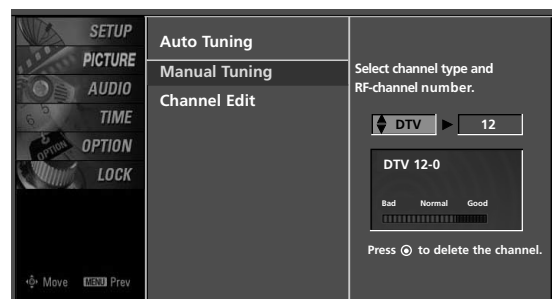 SETUP
PICTURE
AUDIO
TIME
OPTION
LOCK
Move MENU Prev
Auto Tuning
Manual Tuning
Channel Edit
Select channel type and
RF-channel number.
DTV 12
DTV 12-0
Bad Normal Good
Press to delete the channel.